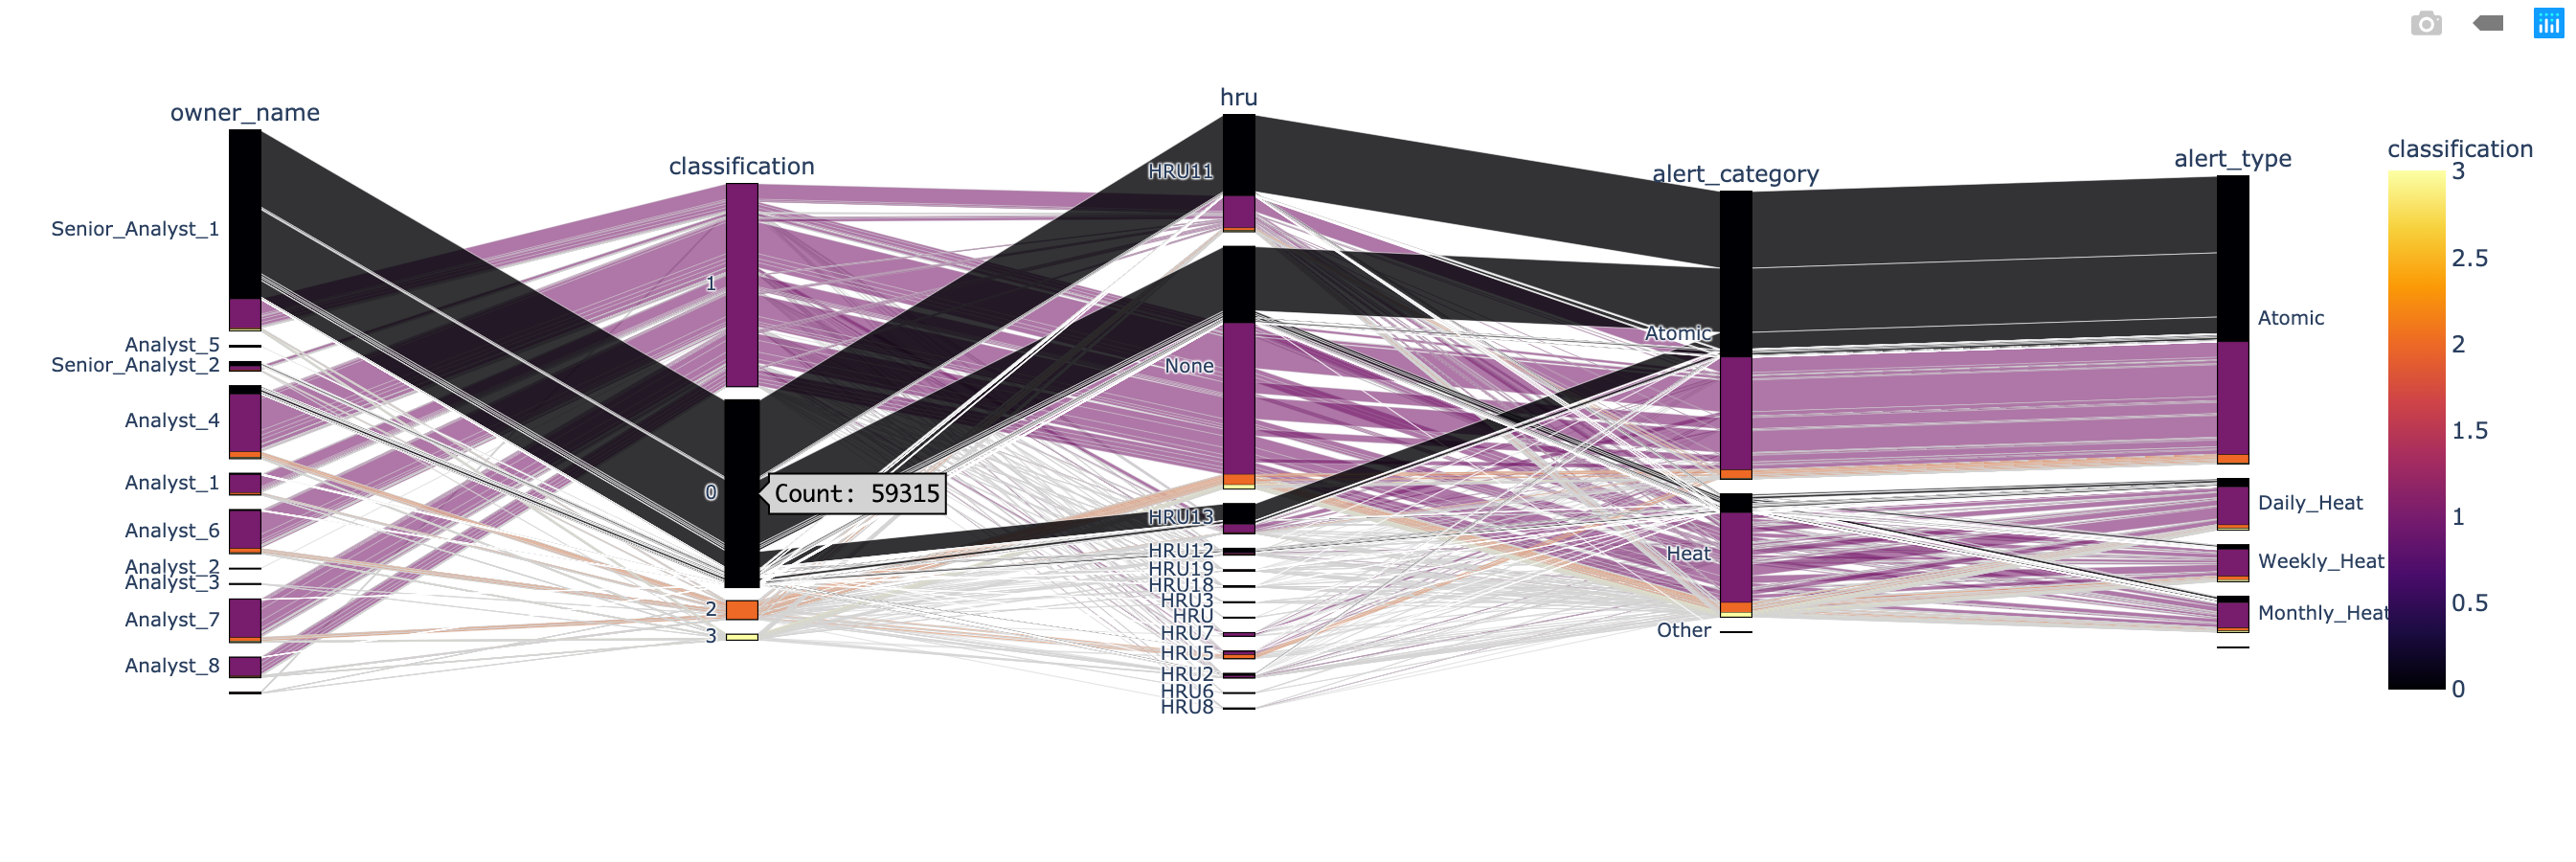 owner_name
Senior_Analyst_1
Analyst_5
Senior_Analyst_2
Analyst_4
Analyst_1
Analyst_6
Analyst_2
Analyst_3
Analyst_7
Analyst_8
classification
1
0
2
3
Count: 59315
hru
HRU11
None
HRU13
HRU12
HRU19
HRU18
HRU3
HRU
HRU7
HRU5
HRU2
HRU6
HRU8
alert_category
Atomic
Heat
Other
alert_type
Atomic
Daily_Heat
Weekly_Heat
Monthly_Heat
classification
3
2.5
2
1.5
1
0.5
0